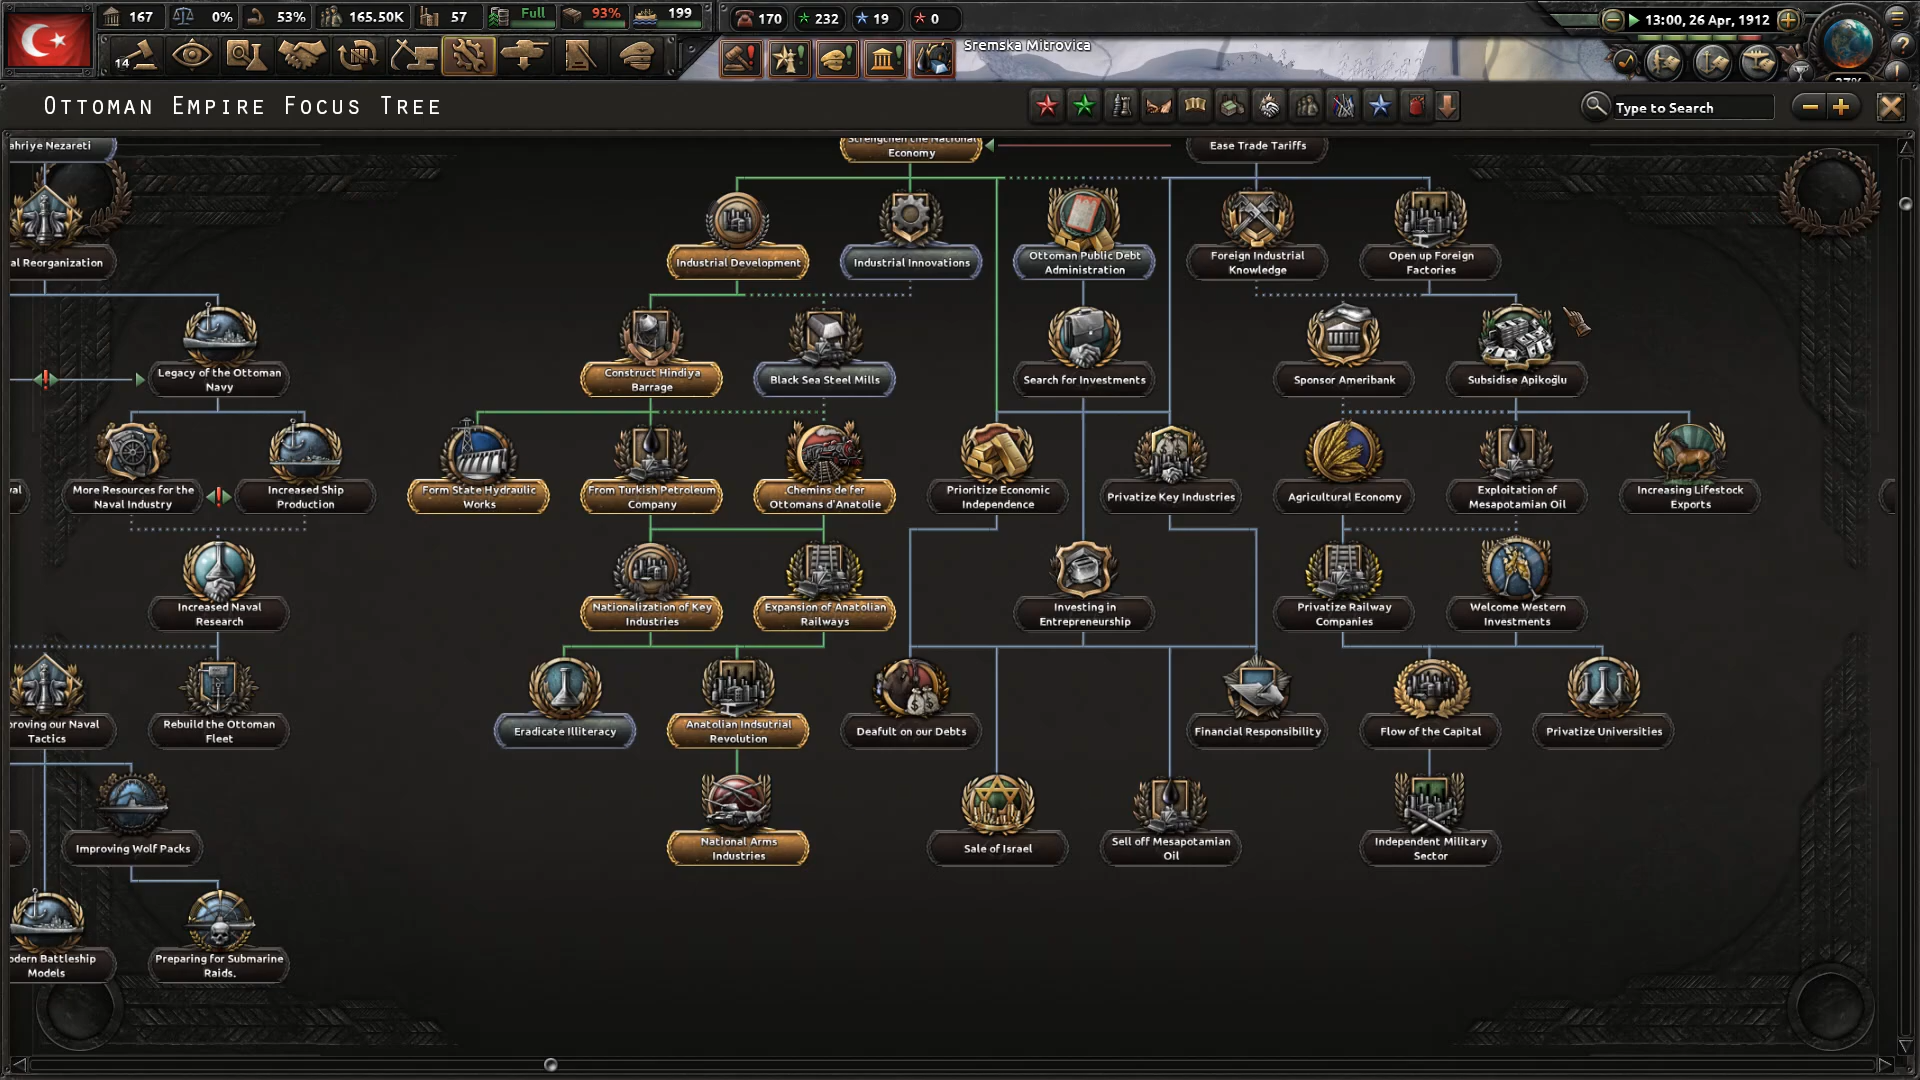 167
0%
53%
165.50K
57
Full
93%
199
170
232
19
0
13:00, 26 Apr, 1912
14
Sremska Mitrovica
37%
Ottoman Empire Focus Tree
Type to Search
ahriye Nezareti
Strengthen the National
Economy
Ease Trade Tariffs
al Reorganization
Industrial Development
Industrial Innovations
Ottoman Public Debt
Administration
Foreign Industrial
Knowledge
Open up Foreign
Factories
Legacy of the Ottoman
Navy
Construct Hindiya
Barrage
Black Sea Steel Mills
Search for Investments
Sponsor Ameribank
Subsidise Apikoğlu
val
More Resources for the
Naval Industry
Increased Ship
Production
Form State Hydraulic
Works
From Turkish Petroleum
Company
Chemins de fer
Ottomans d'Anatolie
Prioritize Economic
Independence
Privatize Key Industries
Agricultural Economy
Exploitation of
Mesapotamian Oil
Increasing Lifestock
Exports
Increased Naval
Research
Nationalization of Key
Industries
Expansion of Anatolian
Railways
Investing in
Entrepreneurship
Privatize Railway
Companies
Welcome Western
Investments
proving our Naval
Tactics
Rebuild the Ottoman
Fleet
Eradicate Illiteracy
Anatolian Indsutrial
Revolution
Deafult on our Debts
Financial Responsibility
Flow of the Capital
Privatize Universities
Improving Wolf Packs
National Arms
Industries
Sale of Israel
Sell off Mesapotamian
Oil
Independent Military
Sector
odern Battleship
Models
Preparing for Submarine
Raids.